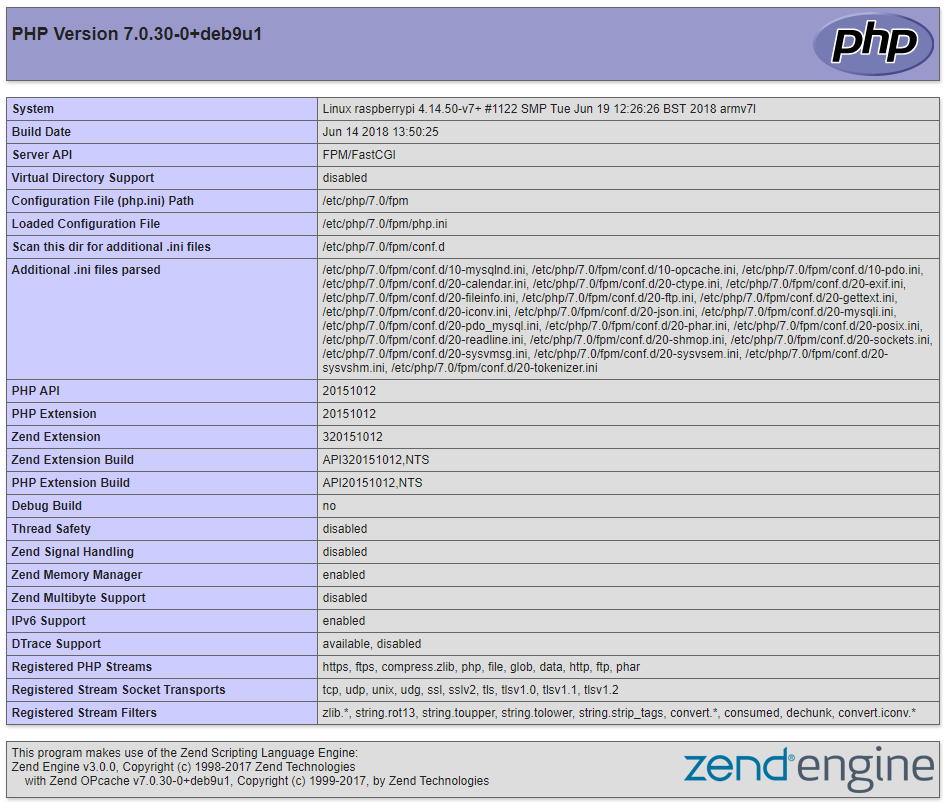 PHP Version 7.0.30-0+deb9u1
php
System Linux raspberrypi 4.14.50-v7+ #1122 SMP Tue Jun 19 12:26:26 BST 2018 armv7l
Build Date Jun 14 2018 13:50:25
Server API FPM/FastCGI
Virtual Directory Support disabled
Configuration File (php.ini) Path /etc/php/7.0/fpm
Loaded Configuration File /etc/php/7.0/fpm/php.ini
Scan this dir for additional .ini files /etc/php/7.0/fpm/conf.d
Additional .ini files parsed /etc/php/7.0/fpm/conf.d/10-mysqlnd.ini, /etc/php/7.0/fpm/conf.d/10-opcache.ini, /etc/php/7.0/fpm/conf.d/10-pdo.ini,
/etc/php/7.0/fpm/conf.d/20-calendar.ini, /etc/php/7.0/fpm/conf.d/20-ctype.ini, /etc/php/7.0/fpm/conf.d/20-exif.ini,
/etc/php/7.0/fpm/conf.d/20-fileinfo.ini, /etc/php/7.0/fpm/conf.d/20-ftp.ini, /etc/php/7.0/fpm/conf.d/20-gettext.ini,
/etc/php/7.0/fpm/conf.d/20-iconv.ini, /etc/php/7.0/fpm/conf.d/20-json.ini, /etc/php/7.0/fpm/conf.d/20-mysqli.ini,
/etc/php/7.0/fpm/conf.d/20-pdo_mysql.ini, /etc/php/7.0/fpm/conf.d/20-phar.ini, /etc/php/7.0/fpm/conf.d/20-posix.ini,
/etc/php/7.0/fpm/conf.d/20-readline.ini, /etc/php/7.0/fpm/conf.d/20-shmop.ini, /etc/php/7.0/fpm/conf.d/20-sockets.ini,
/etc/php/7.0/fpm/conf.d/20-sysvmsg.ini, /etc/php/7.0/fpm/conf.d/20-sysvsem.ini, /etc/php/7.0/fpm/conf.d/20-
sysvshm.ini, /etc/php/7.0/fpm/conf.d/20-tokenizer.ini
PHP API 20151012
PHP Extension 20151012
Zend Extension 320151012
Zend Extension Build API320151012,NTS
PHP Extension Build API20151012,NTS
Debug Build no
Thread Safety disabled
Zend Signal Handling disabled
Zend Memory Manager enabled
Zend Multibyte Support disabled
IPv6 Support enabled
DTrace Support available, disabled
Registered PHP Streams https, ftps, compress.zlib, php, file, glob, data, http, ftp, phar
Registered Stream Socket Transports tcp, udp, unix, udg, ssl, sslv2, tls, tlsv1.0, tlsv1.1, tlsv1.2
Registered Stream Filters zlib.*, string.rot13, string.toupper, string.tolower, string.strip_tags, convert.*, consumed, dechunk, convert.iconv.*
This program makes use of the Zend Scripting Language Engine:
Zend Engine v3.0.0, Copyright (c) 1998-2017 Zend Technologies
with Zend OPcache v7.0.30-0+deb9u1, Copyright (c) 1999-2017, by Zend Technologies
zend® engine